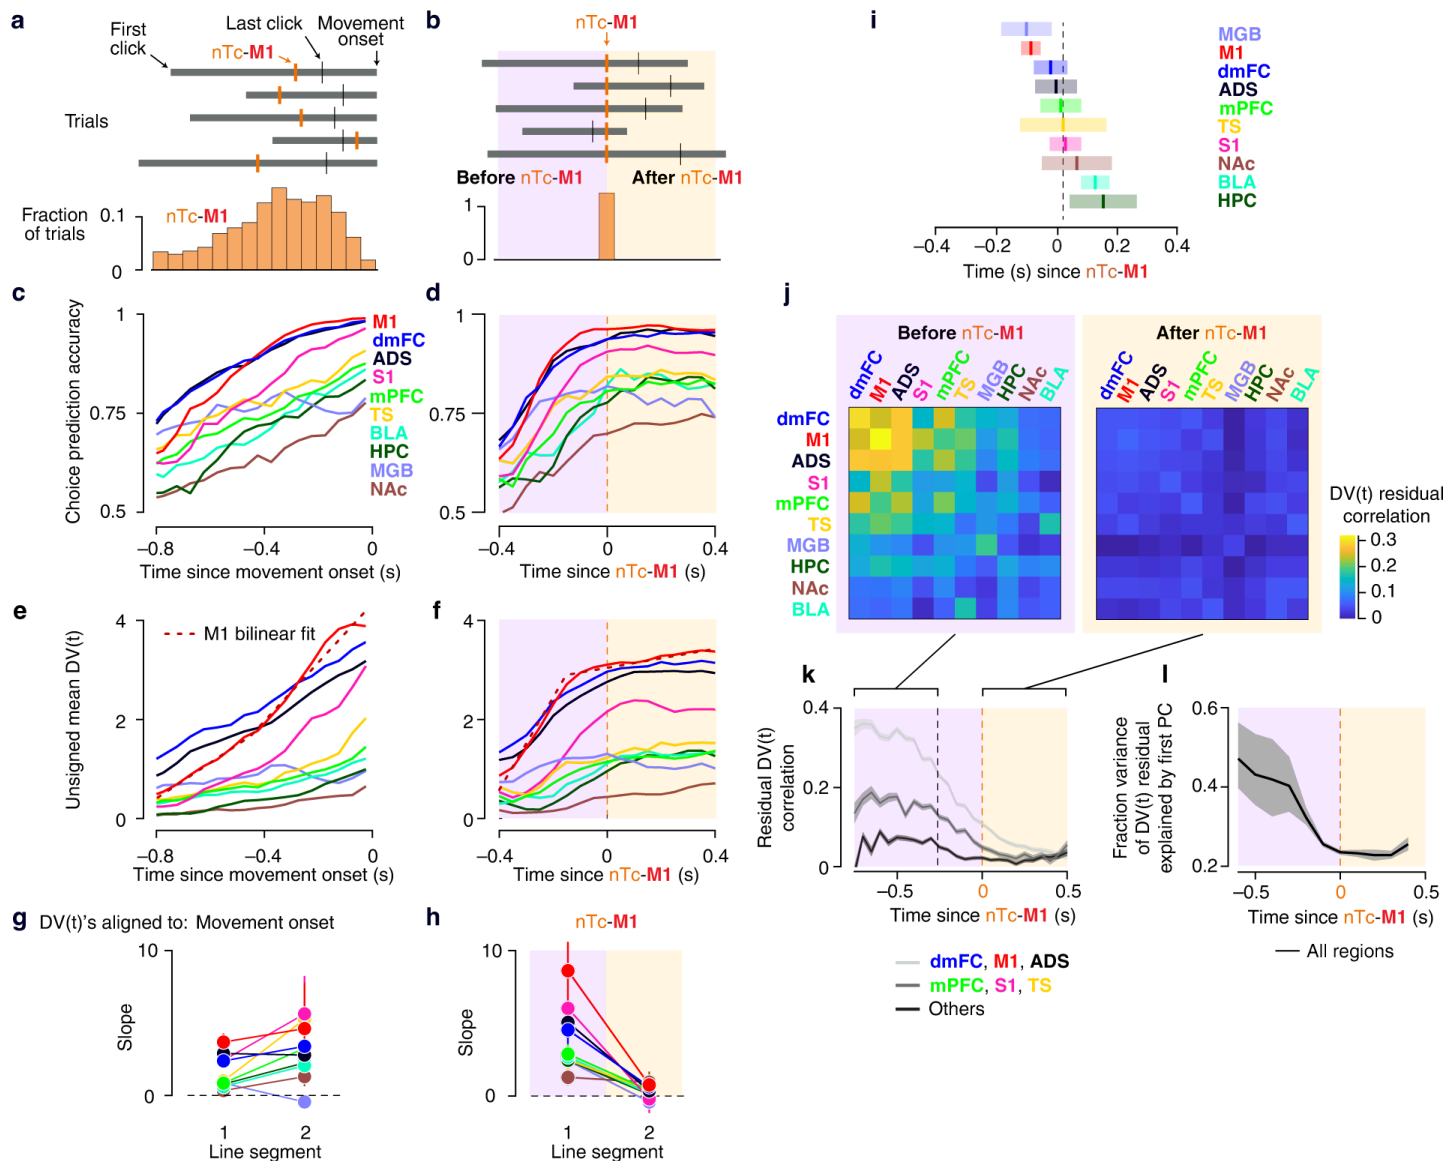 a
First click
Last click
Movement onset
nTc-M1
Trials
Fraction of trials
nTc-M1
0.1
0
b
nTc-M1
Before nTc-M1
After nTc-M1
1
0
i
MGB
M1
dmFC
ADS
mPFC
TS
S1
NAc
BLA
HPC
−0.4 −0.2 0 0.2 0.4
Time (s) since nTc-M1
c
Choice prediction accuracy
1
0.75
0.5
M1
dmFC
ADS
S1
mPFC
TS
BLA
HPC
MGB
NAc
−0.8 −0.4 0
Time since movement onset (s)
d
1
0.75
0.5
−0.4 0 0.4
Time since nTc-M1 (s)
j
Before nTc-M1
After nTc-M1
dmFC M1 ADS S1 mPFC TS MGB HPC NAc BLA
dmFC M1 ADS S1 mPFC TS MGB HPC NAc BLA
dmFC
M1
ADS
S1
mPFC
TS
MGB
HPC
NAc
BLA
DV(t) residual correlation
0.3
0.2
0.1
0
e
Unsigned mean DV(t)
4
2
0
M1 bilinear fit
−0.8 −0.4 0
Time since movement onset (s)
f
4
2
0
−0.4 0 0.4
Time since nTc-M1 (s)
k
Residual DV(t) correlation
0.4
0.2
0
−0.5 0 0.5
Time since nTc-M1 (s)
dmFC, M1, ADS
mPFC, S1, TS
Others
l
Fraction variance of DV(t) residual explained by first PC
0.6
0.4
0.2
−0.5 0 0.5
Time since nTc-M1 (s)
All regions
g
DV(t)'s aligned to: Movement onset
Slope
10
0
1 2
Line segment
h
nTc-M1
Slope
10
0
1 2
Line segment